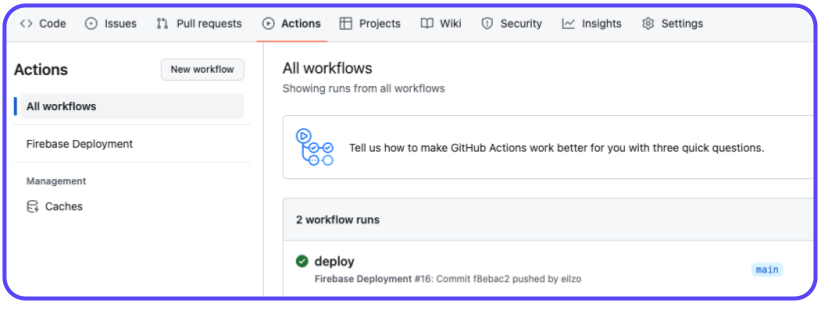 Code Issues Pull requests Actions Projects Wiki Security Insights Settings
Actions
New workflow
All workflows
Firebase Deployment
Management
Caches
All workflows
Showing runs from all workflows
Tell us how to make GitHub Actions work better for you with three quick questions.
2 workflow runs
deploy
Firebase Deployment #16: Commit f8ebac2 pushed by eilzo
main